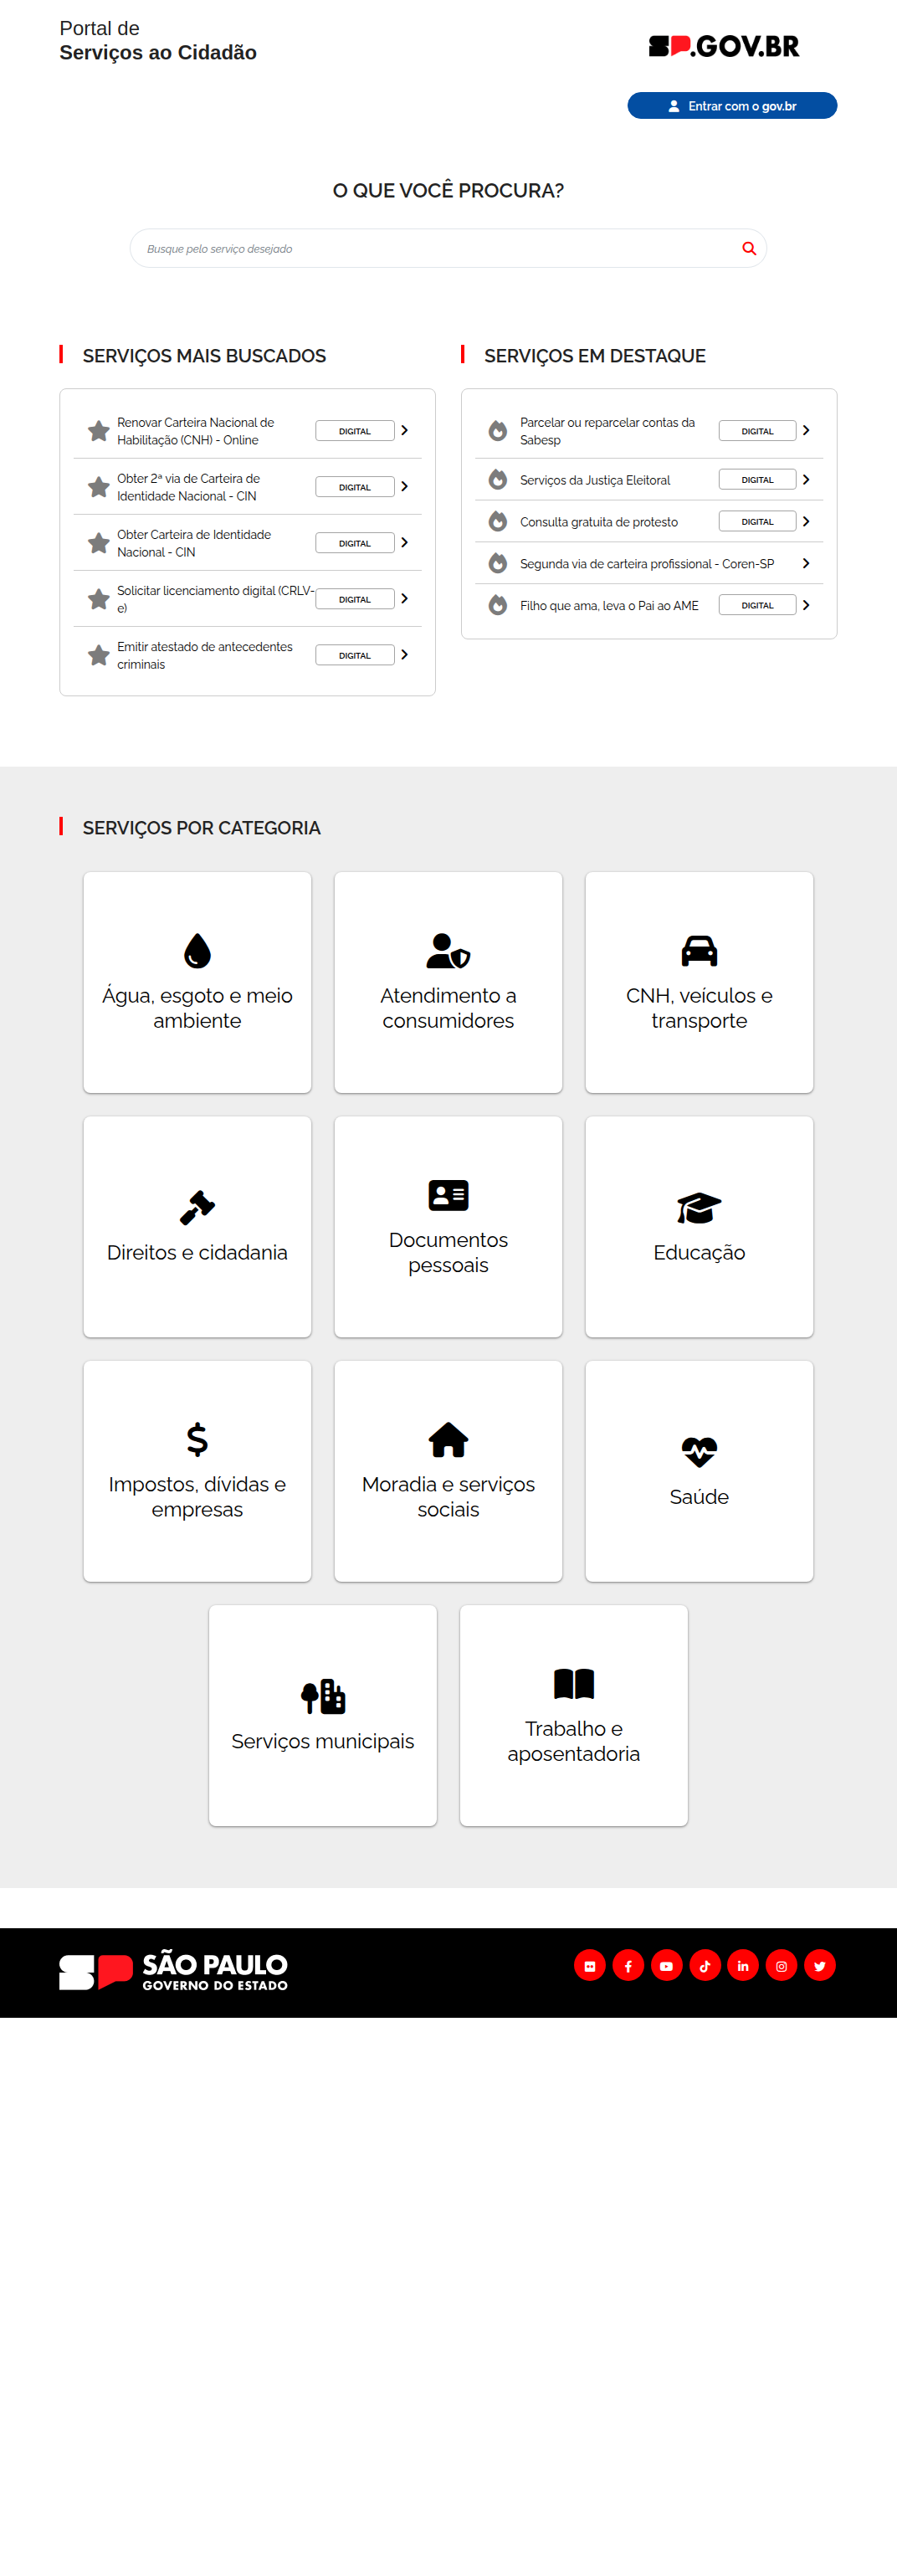 Portal de
Serviços ao Cidadão
SP.GOV.BR
Entrar com o gov.br
O QUE VOCÊ PROCURA?
Busque pelo serviço desejado
SERVIÇOS MAIS BUSCADOS
Renovar Carteira Nacional de
Habilitação (CNH) - Online
DIGITAL
Obter 2ª via de Carteira de
Identidade Nacional - CIN
DIGITAL
Obter Carteira de Identidade
Nacional - CIN
DIGITAL
Solicitar licenciamento digital (CRLV-
e)
DIGITAL
Emitir atestado de antecedentes
criminais
DIGITAL
SERVIÇOS EM DESTAQUE
Parcelar ou reparcelar contas da
Sabesp
DIGITAL
Serviços da Justiça Eleitoral
DIGITAL
Consulta gratuita de protesto
DIGITAL
Segunda via de carteira profissional - Coren-SP
Filho que ama, leva o Pai ao AME
DIGITAL
SERVIÇOS POR CATEGORIA
Água, esgoto e meio
ambiente
Atendimento a
consumidores
CNH, veículos e
transporte
Direitos e cidadania
Documentos
pessoais
Educação
Impostos, dívidas e
empresas
Moradia e serviços
sociais
Saúde
Serviços municipais
Trabalho e
aposentadoria
SP
SÃO PAULO
GOVERNO DO ESTADO